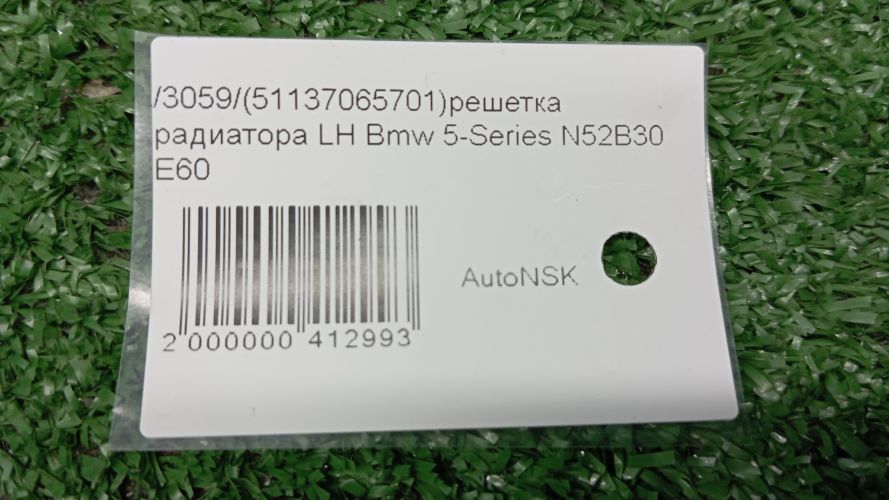 /3059/(51137065701)решетка
радиатора LH Bmw 5-Series N52B30
E60
AutoNSK
2 000000 412993